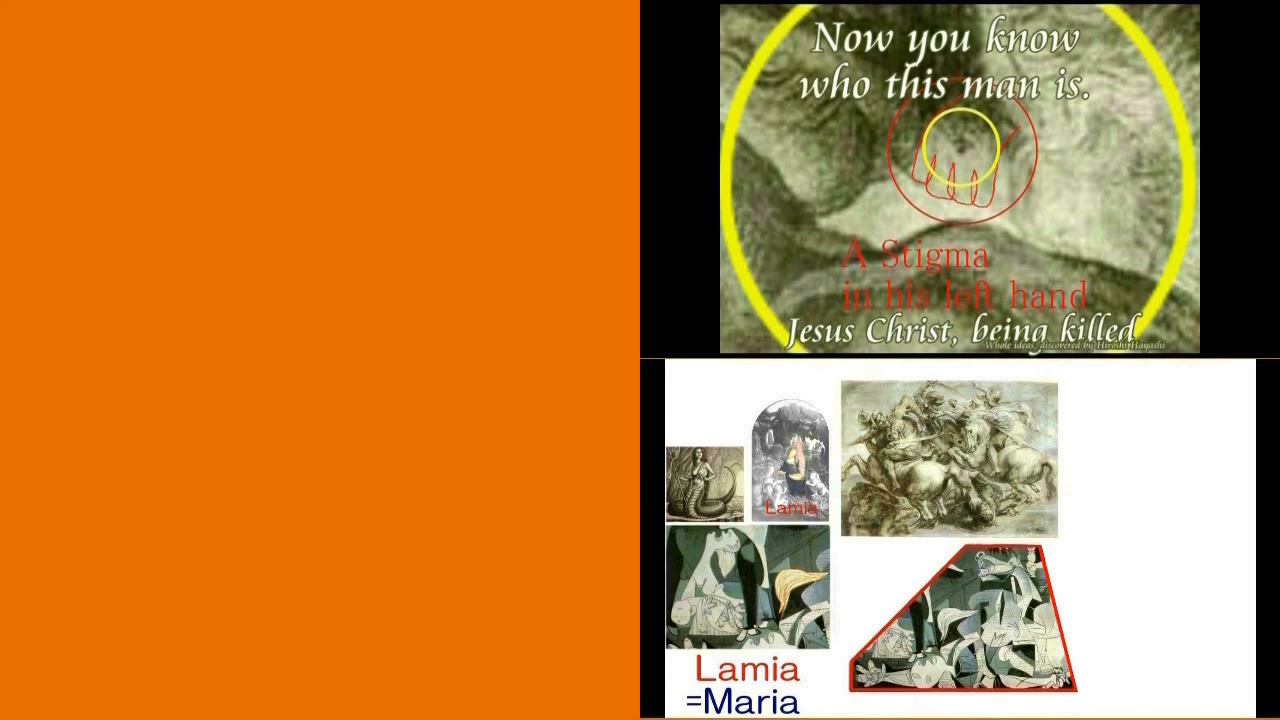 Now you know
who this man is.
A Stigma
in his left hand
Jesus Christ, being killed
Whole ideas, discovered by Hiroshi Hayashi
Lamia
Lamia
=Maria